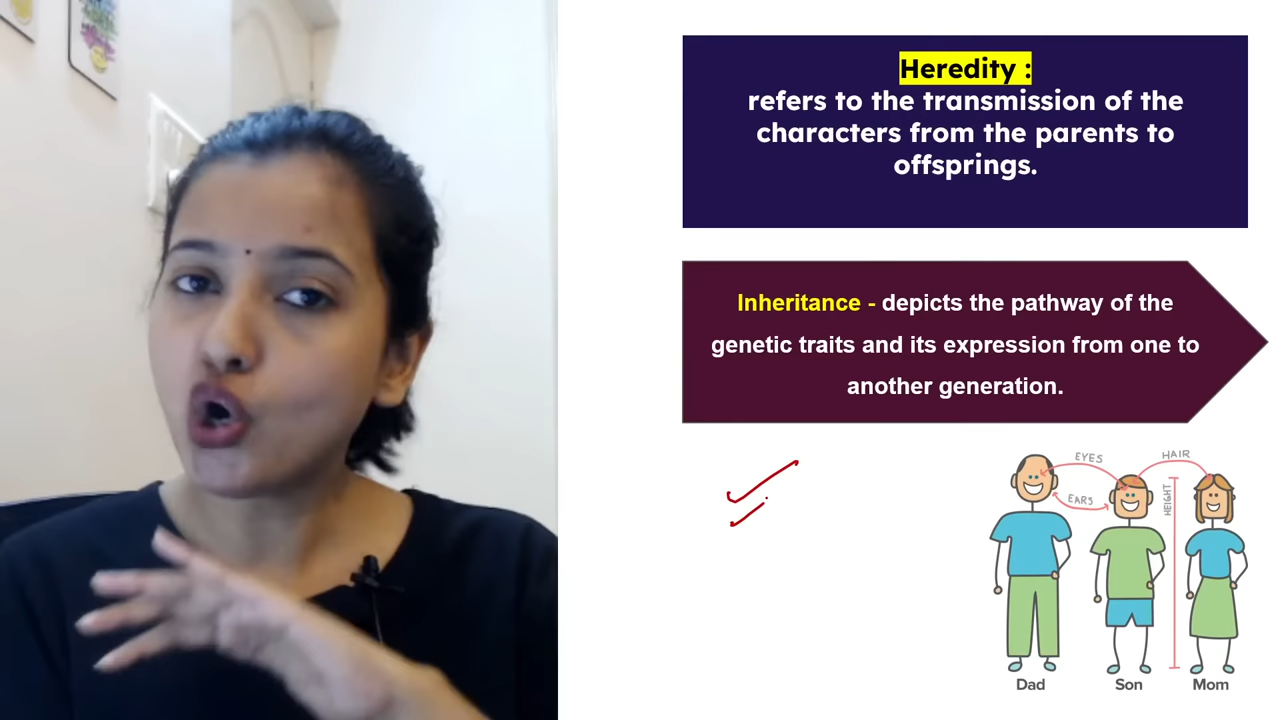 Heredity :
refers to the transmission of the
characters from the parents to
offsprings.
Inheritance - depicts the pathway of the
genetic traits and its expression from one to
another generation.
EYES
HAIR
EARS
HEIGHT
Dad
Son
Mom